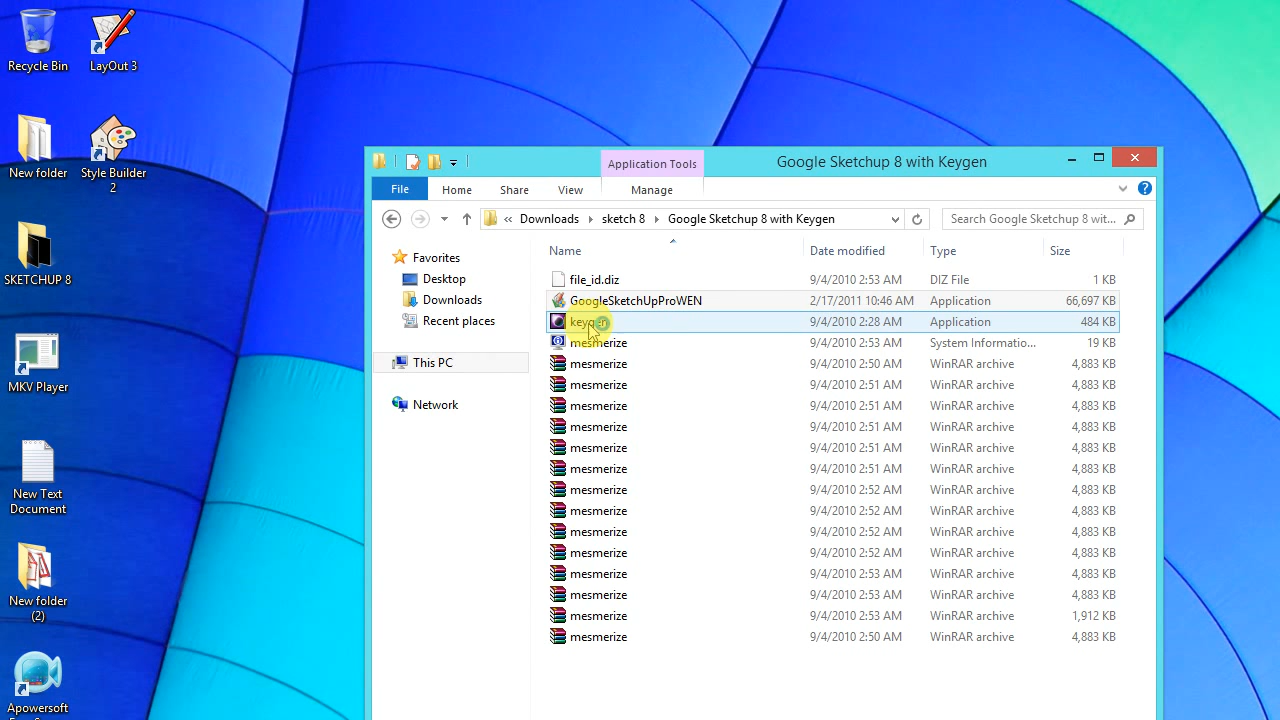 Recycle Bin
LayOut 3
New folder
Style Builder
2
SKETCHUP 8
MKV Player
New Text
Document
New folder
(2)
Apowersoft
Application Tools
Google Sketchup 8 with Keygen
File
Home
Share
View
Manage
« Downloads sketch 8 Google Sketchup 8 with Keygen
Search Google Sketchup 8 wit...
Favorites
Desktop
Downloads
Recent places
This PC
Network
Name Date modified Type Size
file_id.diz 9/4/2010 2:53 AM DIZ File 1 KB
GoogleSketchUpProWEN 2/17/2011 10:46 AM Application 66,697 KB
keygen 9/4/2010 2:28 AM Application 484 KB
mesmerize 9/4/2010 2:53 AM System Informatio... 19 KB
mesmerize 9/4/2010 2:50 AM WinRAR archive 4,883 KB
mesmerize 9/4/2010 2:51 AM WinRAR archive 4,883 KB
mesmerize 9/4/2010 2:51 AM WinRAR archive 4,883 KB
mesmerize 9/4/2010 2:51 AM WinRAR archive 4,883 KB
mesmerize 9/4/2010 2:51 AM WinRAR archive 4,883 KB
mesmerize 9/4/2010 2:51 AM WinRAR archive 4,883 KB
mesmerize 9/4/2010 2:52 AM WinRAR archive 4,883 KB
mesmerize 9/4/2010 2:52 AM WinRAR archive 4,883 KB
mesmerize 9/4/2010 2:52 AM WinRAR archive 4,883 KB
mesmerize 9/4/2010 2:52 AM WinRAR archive 4,883 KB
mesmerize 9/4/2010 2:53 AM WinRAR archive 4,883 KB
mesmerize 9/4/2010 2:53 AM WinRAR archive 4,883 KB
mesmerize 9/4/2010 2:53 AM WinRAR archive 1,912 KB
mesmerize 9/4/2010 2:50 AM WinRAR archive 4,883 KB